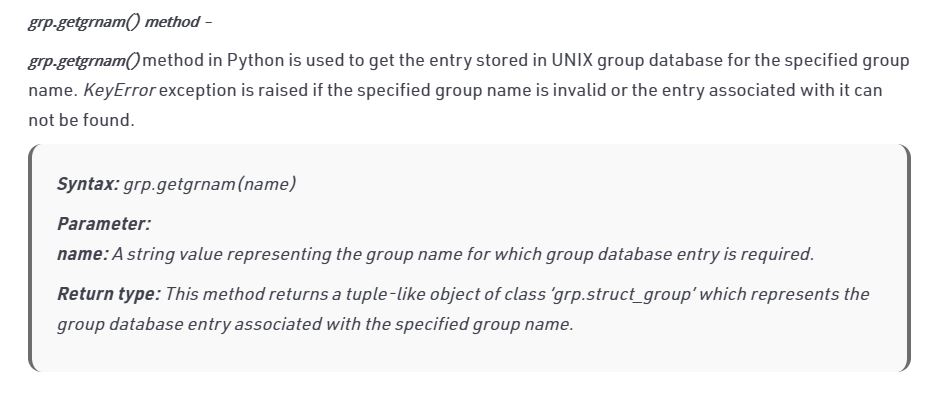 grp.getgrnam() method –
grp.getgrnam() method in Python is used to get the entry stored in UNIX group database for the specified group
name. KeyError exception is raised if the specified group name is invalid or the entry associated with it can
not be found.
Syntax: grp.getgrnam(name)
Parameter:
name: A string value representing the group name for which group database entry is required.
Return type: This method returns a tuple-like object of class ‘grp.struct_group’ which represents the
group database entry associated with the specified group name.